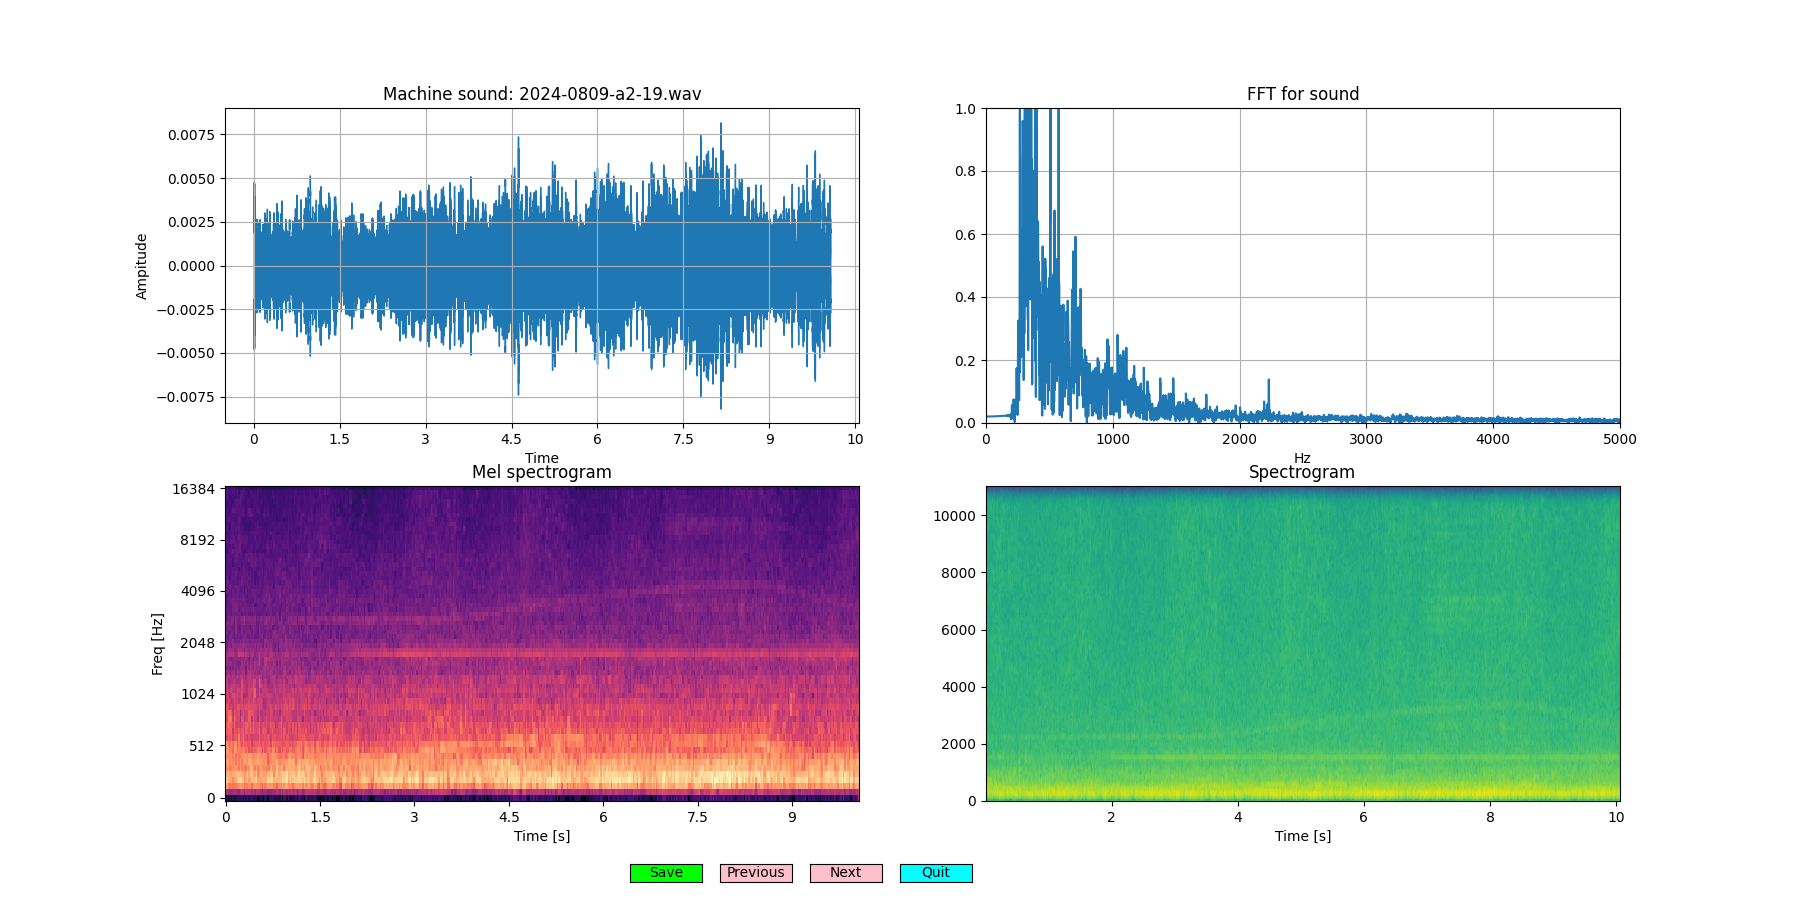 Machine sound: 2024-0809-a2-19.wav
0.0075
0.0050
0.0025
0.0000
−0.0025
−0.0050
−0.0075
Ampitude
0 1.5 3 4.5 6 7.5 9 10
Time
FFT for sound
1.0
0.8
0.6
0.4
0.2
0.0
0 1000 2000 3000 4000 5000
Hz
Mel spectrogram
16384
8192
4096
2048
1024
512
0
Freq [Hz]
0 1.5 3 4.5 6 7.5 9
Time [s]
Spectrogram
10000
8000
6000
4000
2000
0
2 4 6 8 10
Time [s]
Save Previous Next Quit